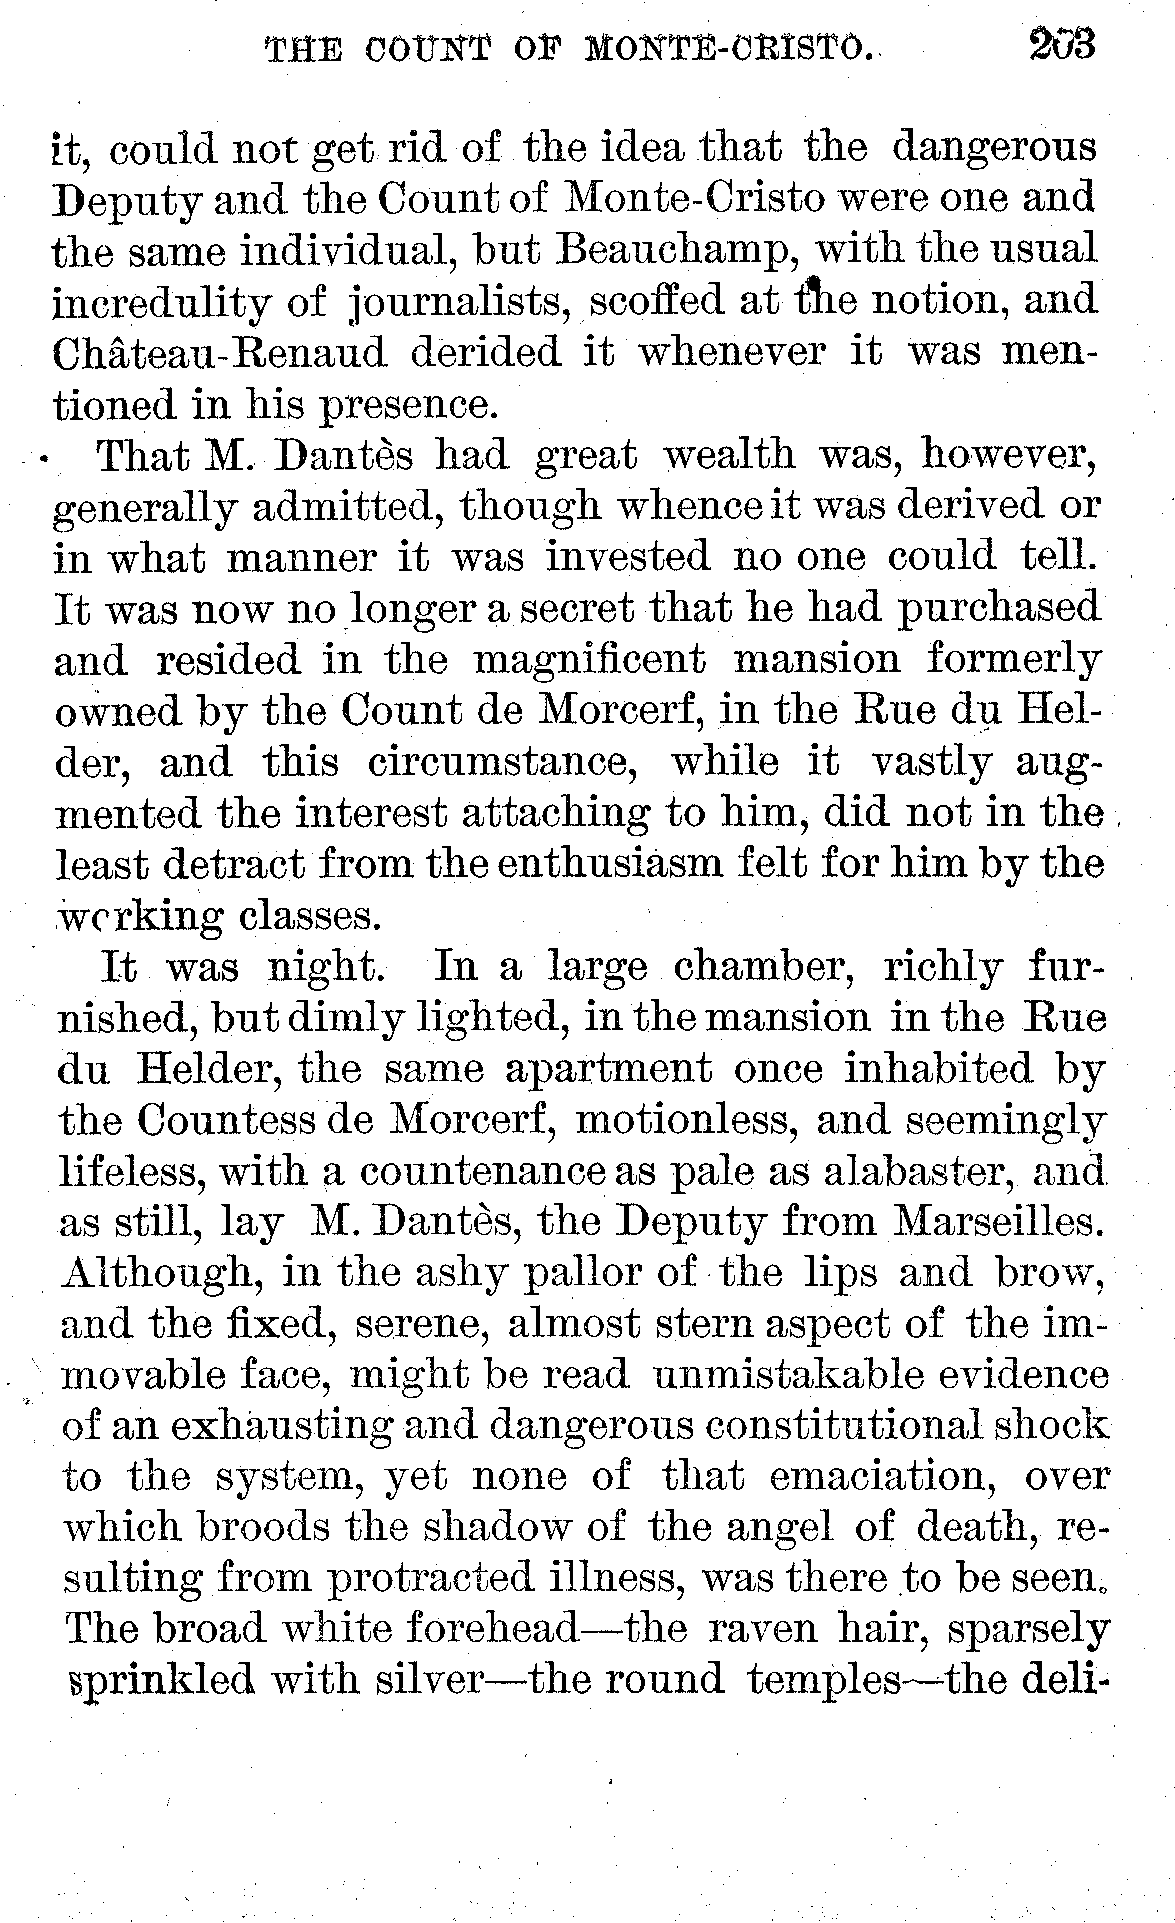 THE COUNT OF MONTE-CRISTO. 203
it, could not get rid of the idea that the dangerous
Deputy and the Count of Monte-Cristo were one and
the same individual, but Beauchamp, with the usual
incredulity of journalists, scoffed at the notion, and
Château-Renaud derided it whenever it was men-
tioned in his presence.
That M. Dantès had great wealth was, however,
generally admitted, though whence it was derived or
in what manner it was invested no one could tell.
It was now no longer a secret that he had purchased
and resided in the magnificent mansion formerly
owned by the Count de Morcerf, in the Rue du Hel-
der, and this circumstance, while it vastly aug-
mented the interest attaching to him, did not in the
least detract from the enthusiasm felt for him by the
working classes.
It was night. In a large chamber, richly fur-
nished, but dimly lighted, in the mansion in the Rue
du Helder, the same apartment once inhabited by
the Countess de Morcerf, motionless, and seemingly
lifeless, with a countenance as pale as alabaster, and
as still, lay M. Dantès, the Deputy from Marseilles.
Although, in the ashy pallor of the lips and brow,
and the fixed, serene, almost stern aspect of the im-
movable face, might be read unmistakable evidence
of an exhausting and dangerous constitutional shock
to the system, yet none of that emaciation, over
which broods the shadow of the angel of death, re-
sulting from protracted illness, was there to be seen.
The broad white forehead—the raven hair, sparsely
sprinkled with silver—the round temples—the deli-